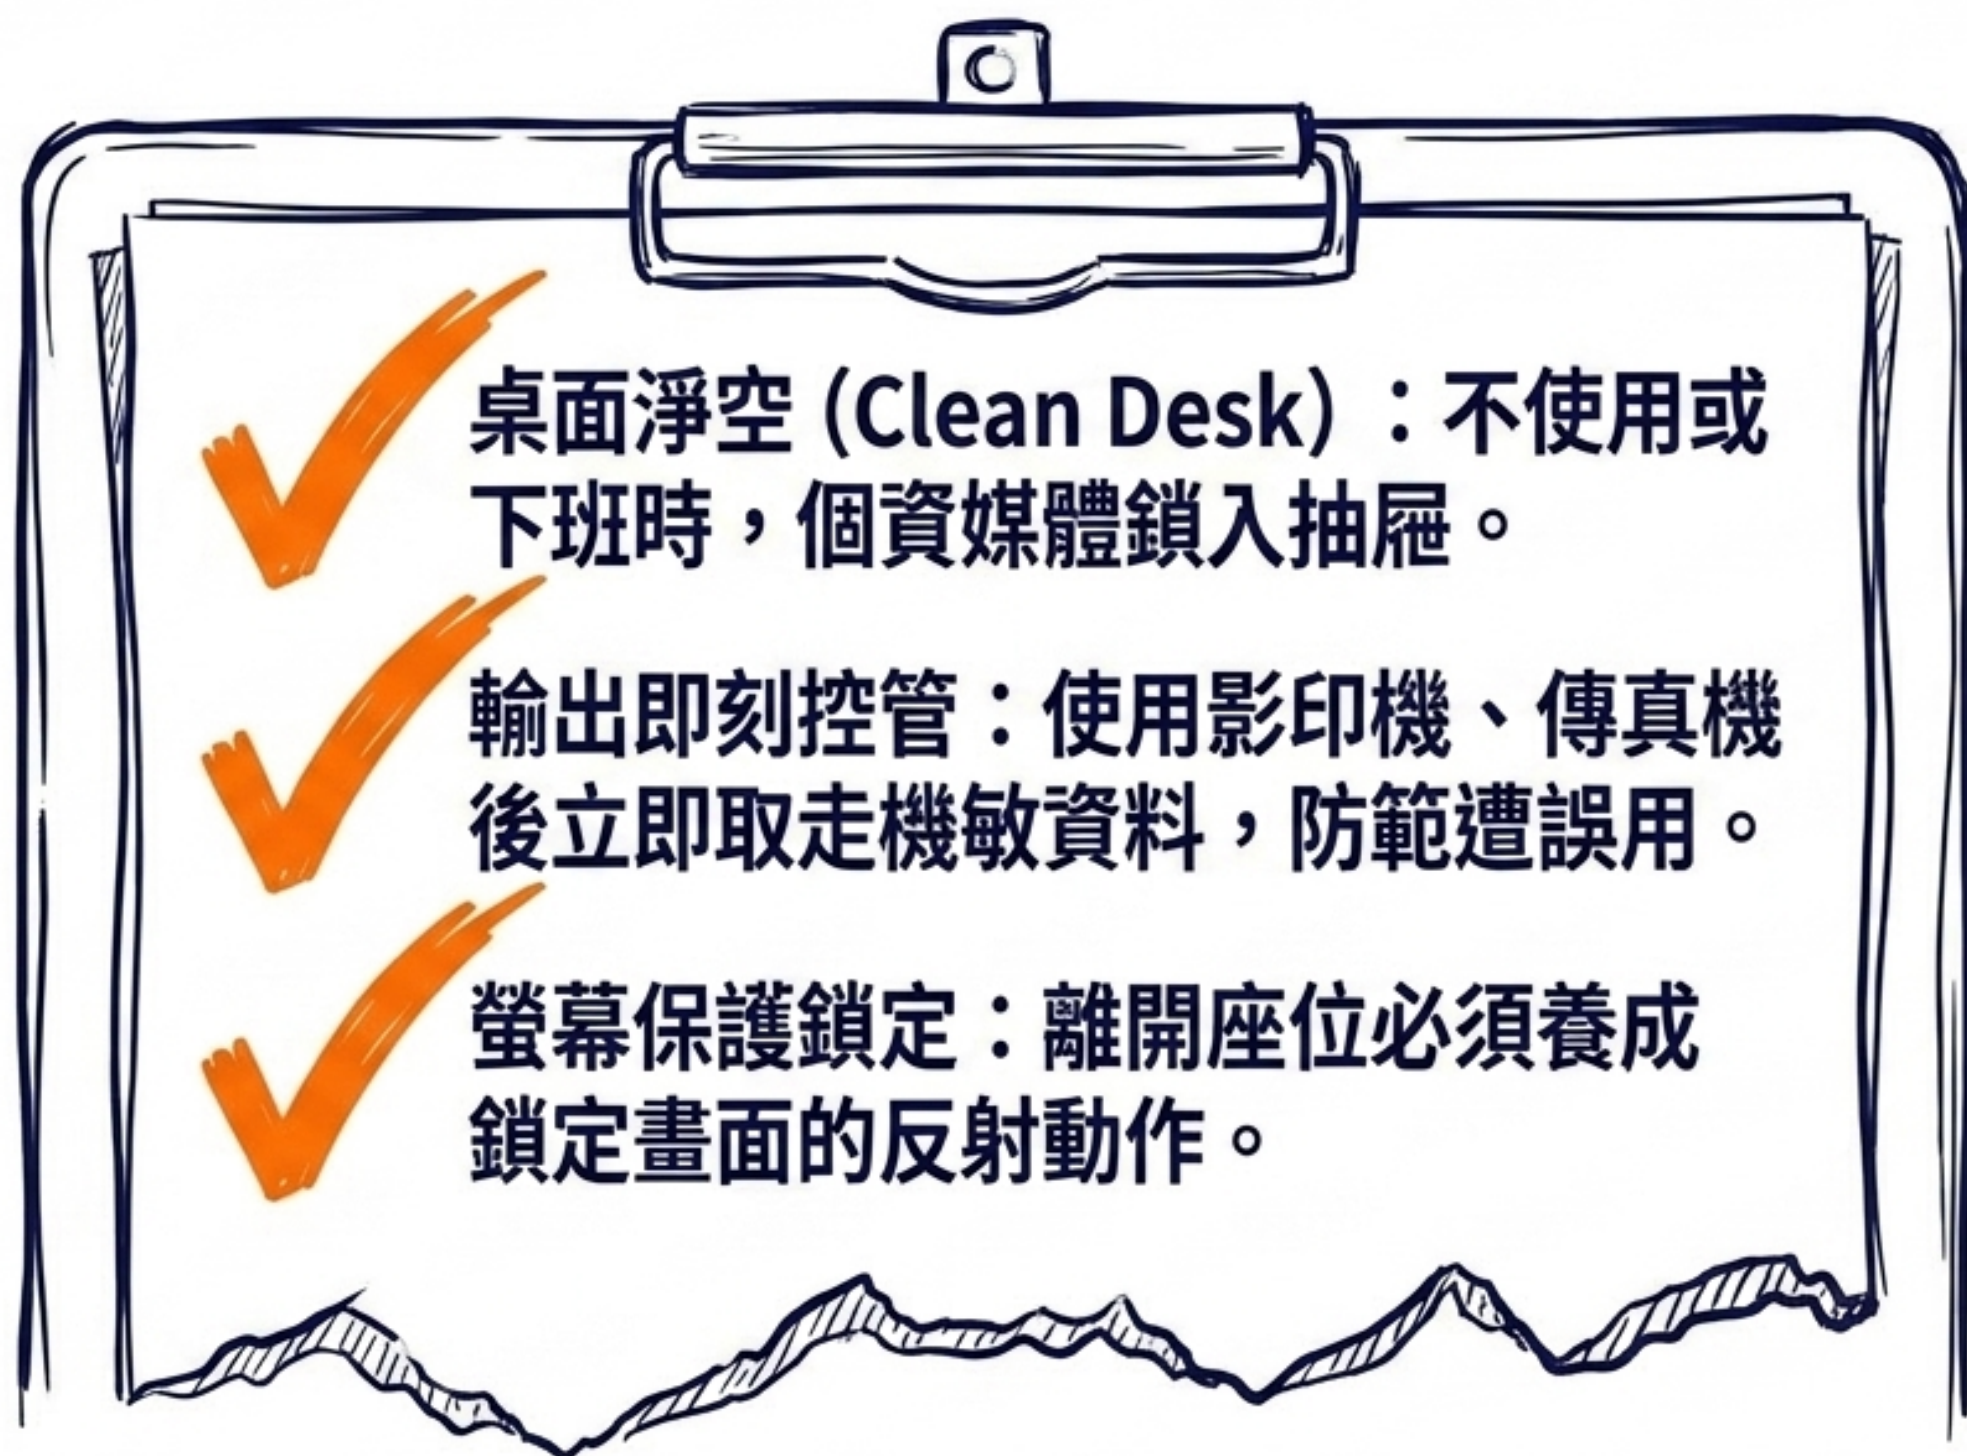 桌面淨空 (Clean Desk)：不使用或
下班時，個資媒體鎖入抽屜。
輸出即刻控管：使用影印機、傳真機
後立即取走機敏資料，防範遭誤用。
螢幕保護鎖定：離開座位必須養成
鎖定畫面的反射動作。